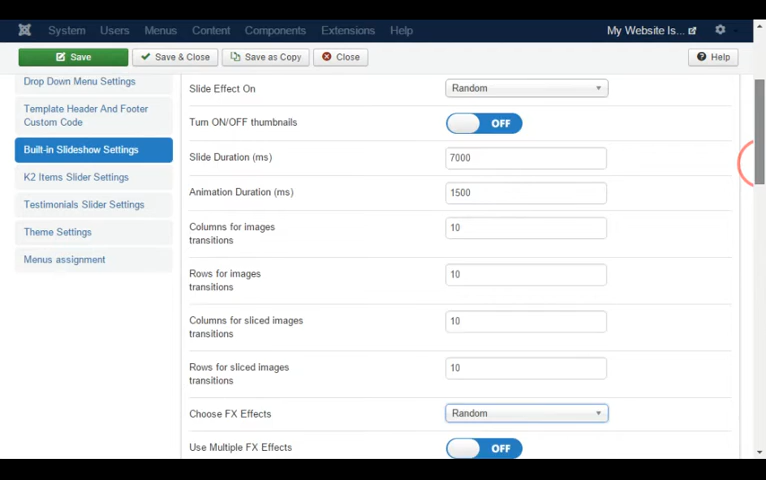 System Users Menus Content Components Extensions Help My Website Is...
Save Save & Close Save as Copy Close Help
Drop Down Menu Settings
Template Header And Footer
Custom Code
Built-in Slideshow Settings
K2 Items Slider Settings
Testimonials Slider Settings
Theme Settings
Menus assignment
Slide Effect On Random
Turn ON/OFF thumbnails OFF
Slide Duration (ms) 7000
Animation Duration (ms) 1500
Columns for images
transitions
10
Rows for images
transitions
10
Columns for sliced images
transitions
10
Rows for sliced images
transitions
10
Choose FX Effects Random
Use Multiple FX Effects OFF